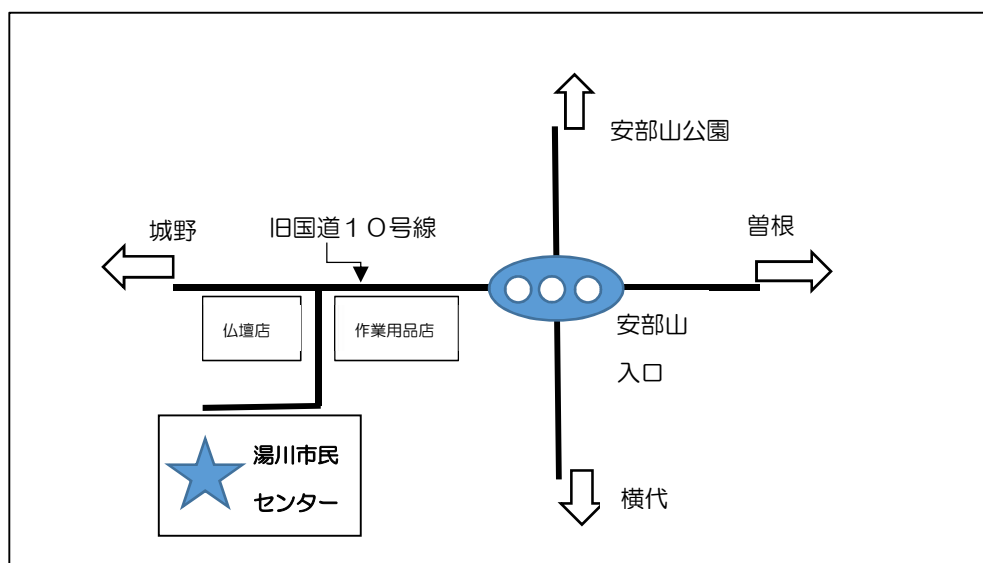 安部山公園
城野
旧国道１０号線
曽根
仏壇店
作業用品店
安部山
入口
湯川市民
センター
横代